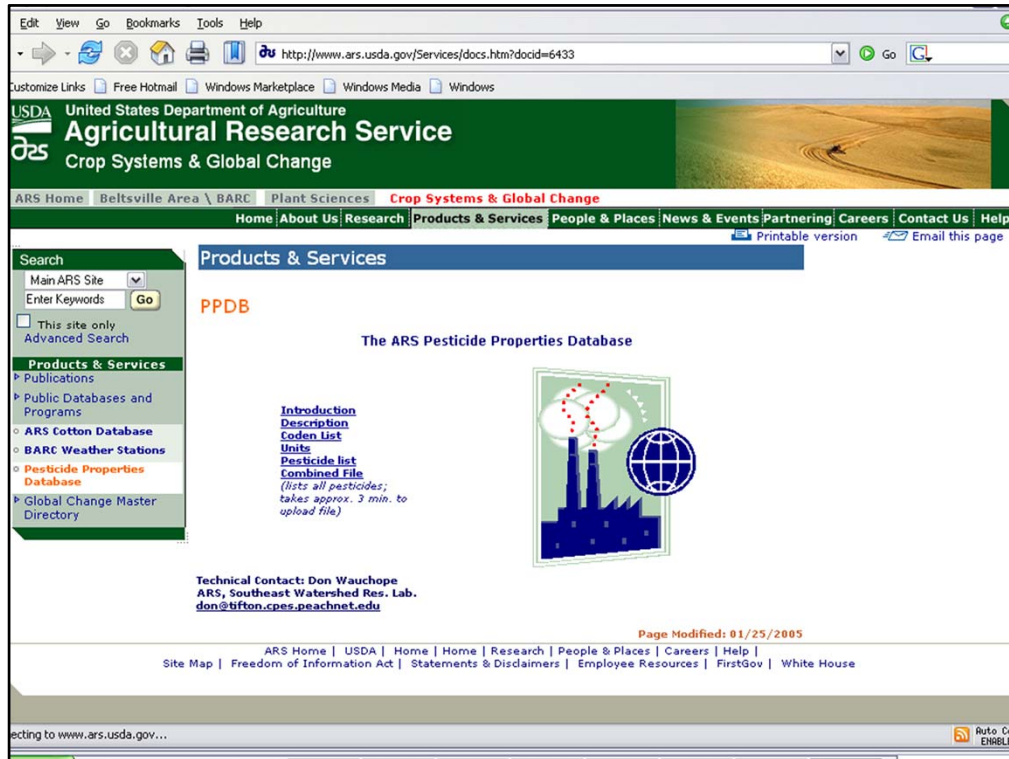 Edit View Go Bookmarks Tools Help
http://www.ars.usda.gov/Services/docs.htm?docid=6433 Go G
Customize Links Free Hotmail Windows Marketplace Windows Media Windows
USDA United States Department of Agriculture
ars Agricultural Research Service
Crop Systems & Global Change
ARS Home Beltsville Area \ BARC Plant Sciences Crop Systems & Global Change
Home About Us Research Products & Services People & Places News & Events Partnering Careers Contact Us Help
Printable version Email this page
Search
Main ARS Site
Enter Keywords Go
This site only
Advanced Search
Products & Services
Publications
Public Databases and
Programs
ARS Cotton Database
BARC Weather Stations
Pesticide Properties
Database
Global Change Master
Directory
Products & Services
PPDB
The ARS Pesticide Properties Database
Introduction
Description
Coden List
Units
Pesticide list
Combined File
(lists all pesticides;
takes approx. 3 min. to
upload file)
Technical Contact: Don Wauchope
ARS, Southeast Watershed Res. Lab.
don@tifton.cpes.peachnet.edu
Page Modified: 01/25/2005
ARS Home | USDA | Home | Home | Research | People & Places | Careers | Help |
Site Map | Freedom of Information Act | Statements & Disclaimers | Employee Resources | FirstGov | White House
ecting to www.ars.usda.gov...
Auto C
ENABL